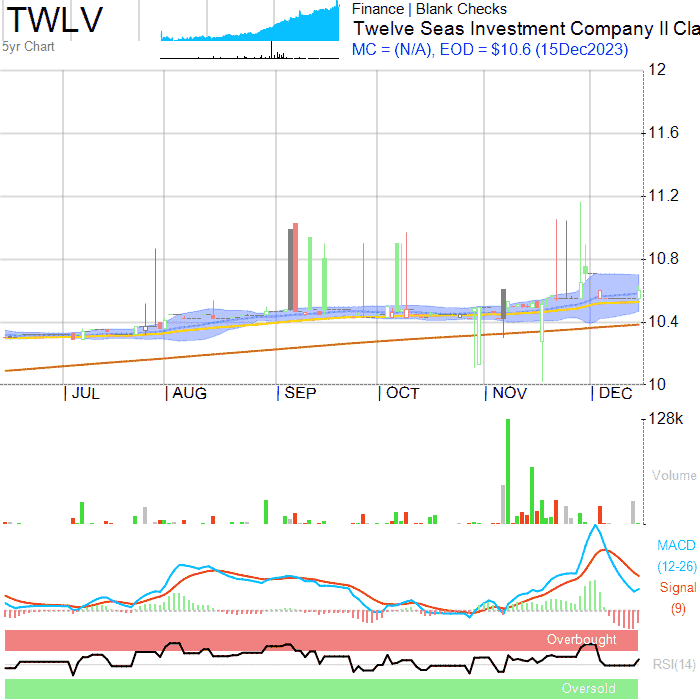 TWLV
5yr Chart
Finance | Blank Checks
Twelve Seas Investment Company II Cla
MC = (N/A), EOD = $10.6 (15Dec2023)
12
11.6
11.2
10.8
10.4
10
JUL
AUG
SEP
OCT
NOV
DEC
128k
Volume
MACD
(12-26)
Signal
(9)
Overbought
RSI(14)
Oversold